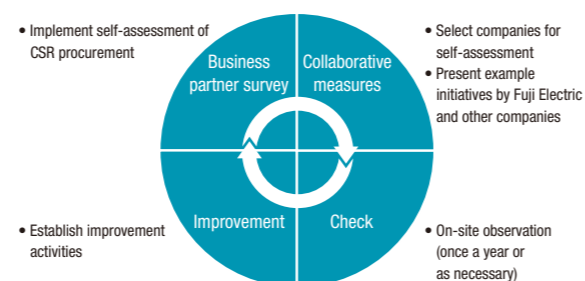 • Implement self-assessment of
CSR procurement
Business
partner survey
Collaborative
measures
• Select companies for
self-assessment
• Present example
initiatives by Fuji Electric
and other companies
• Establish improvement
activities
Improvement
Check
• On-site observation
(once a year or
as necessary)